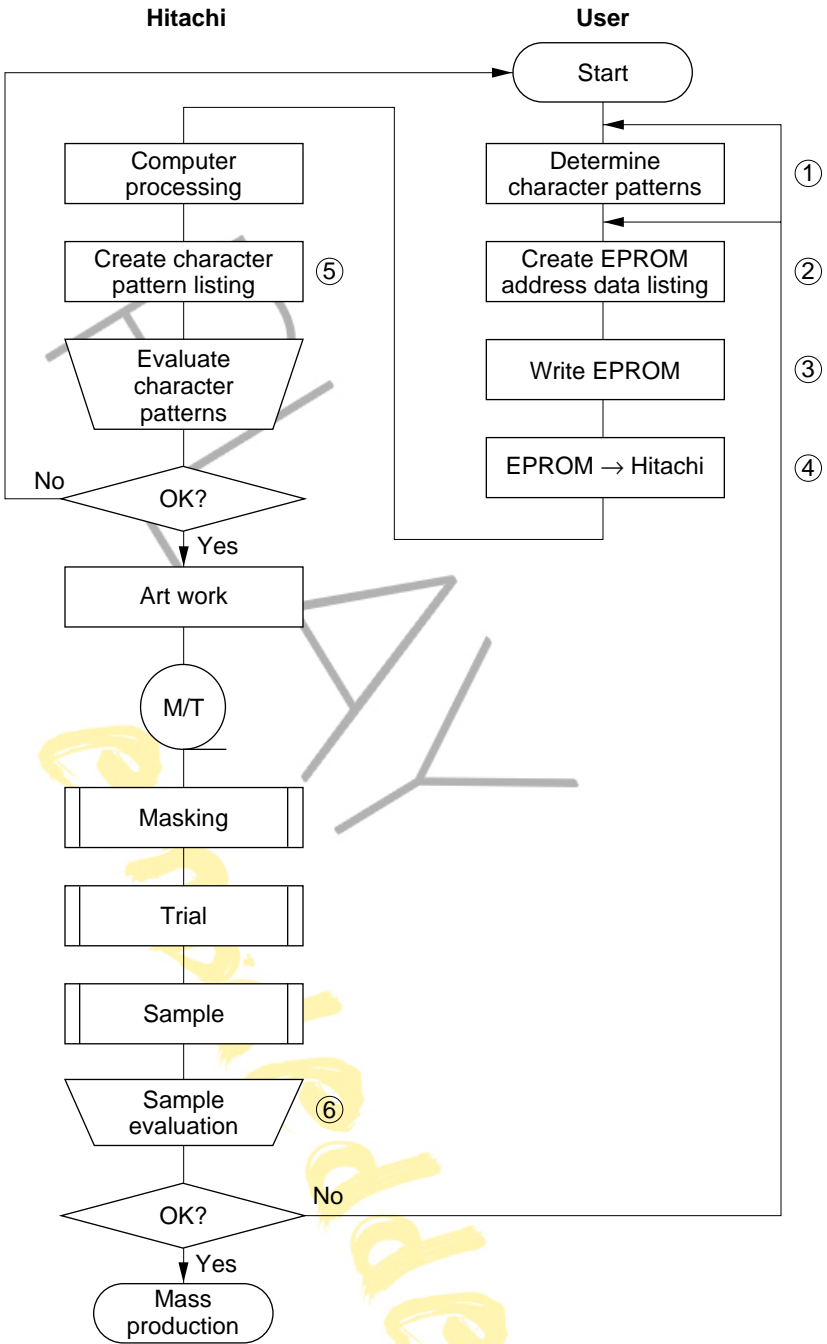 Hitachi
User
Start
Determine
character patterns
①
Create EPROM
address data listing
②
Write EPROM
③
EPROM → Hitachi
④
Computer
processing
Create character
pattern listing
⑤
Evaluate
character
patterns
OK?
No
Yes
Art work
M/T
Masking
Trial
Sample
Sample
evaluation
⑥
OK?
No
Yes
Mass
production